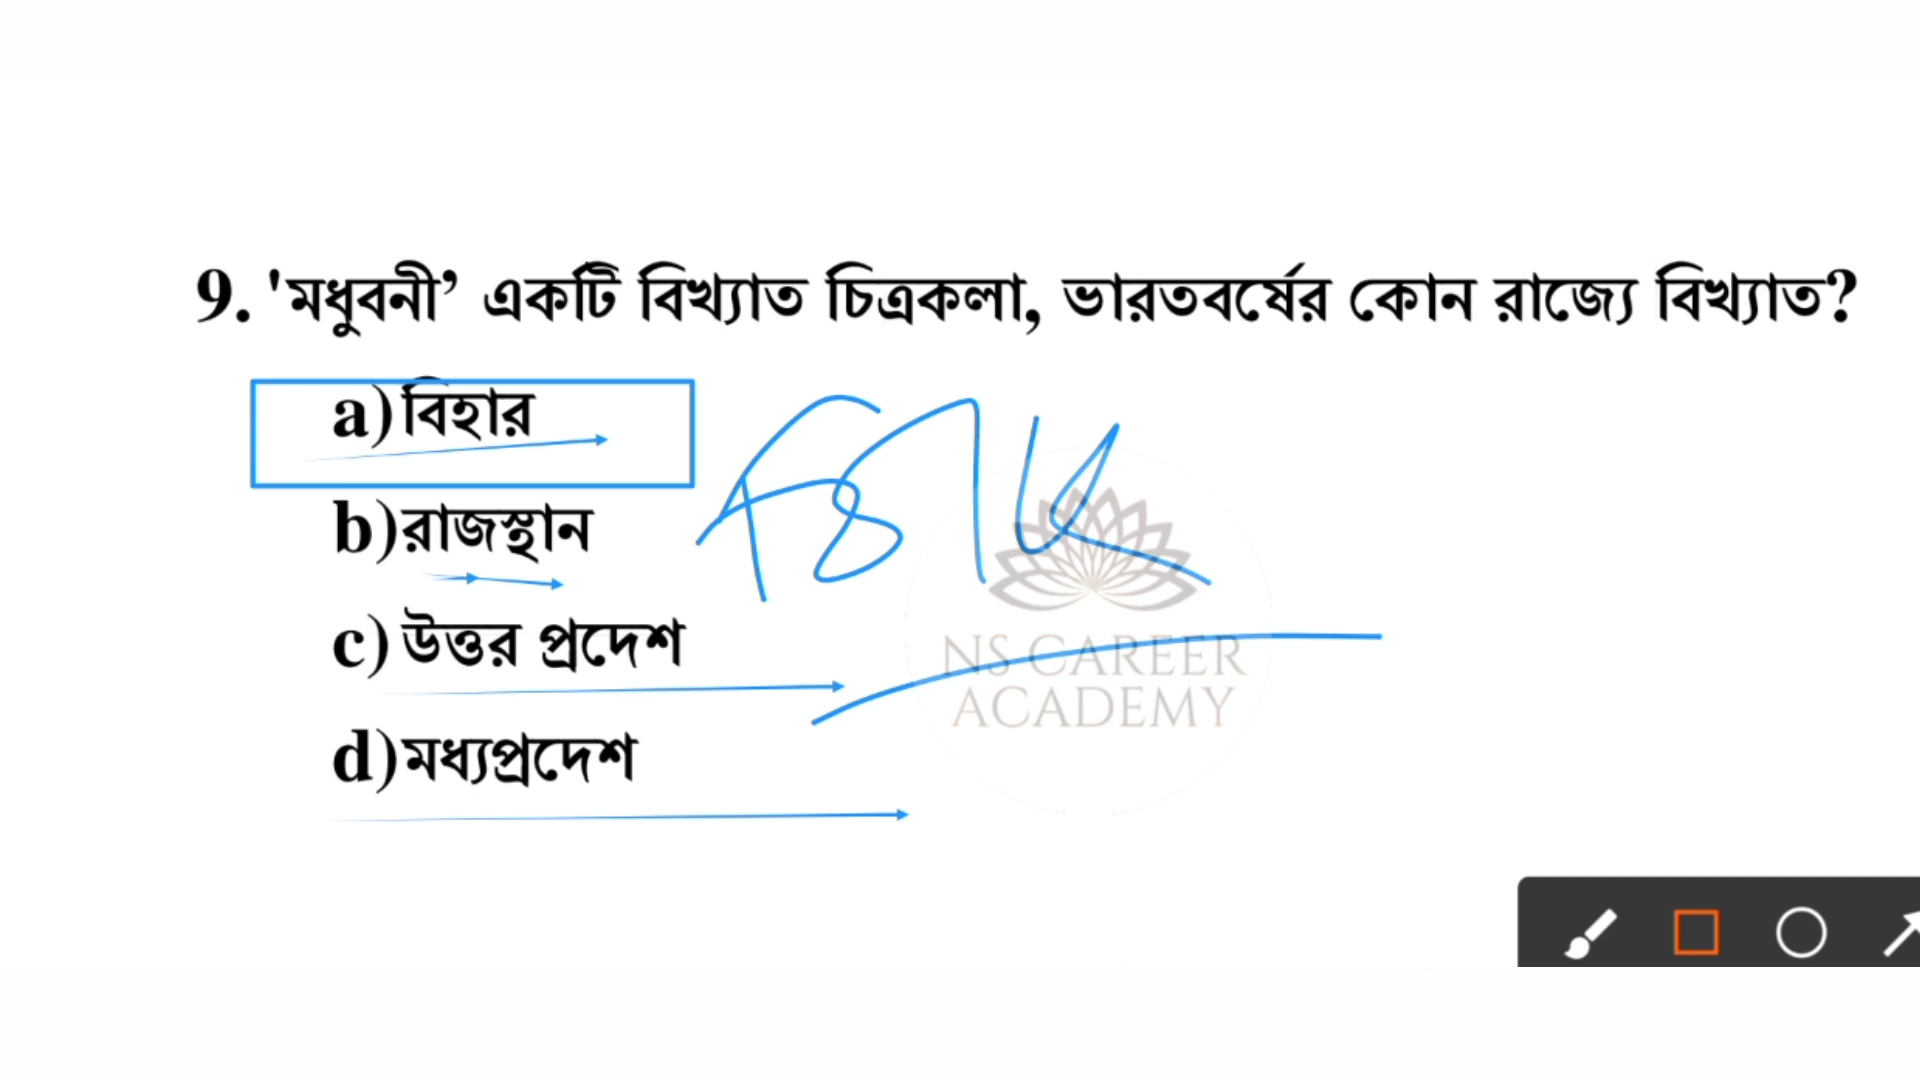 9. 'মধুবনী’ একটি বিখ্যাত চিত্রকলা, ভারতবর্ষের কোন রাজ্যে বিখ্যাত?
a) বিহার
b) রাজস্থান
c) উত্তর প্রদেশ
d) মধ্যপ্রদেশ
NS CAREER
ACADEMY